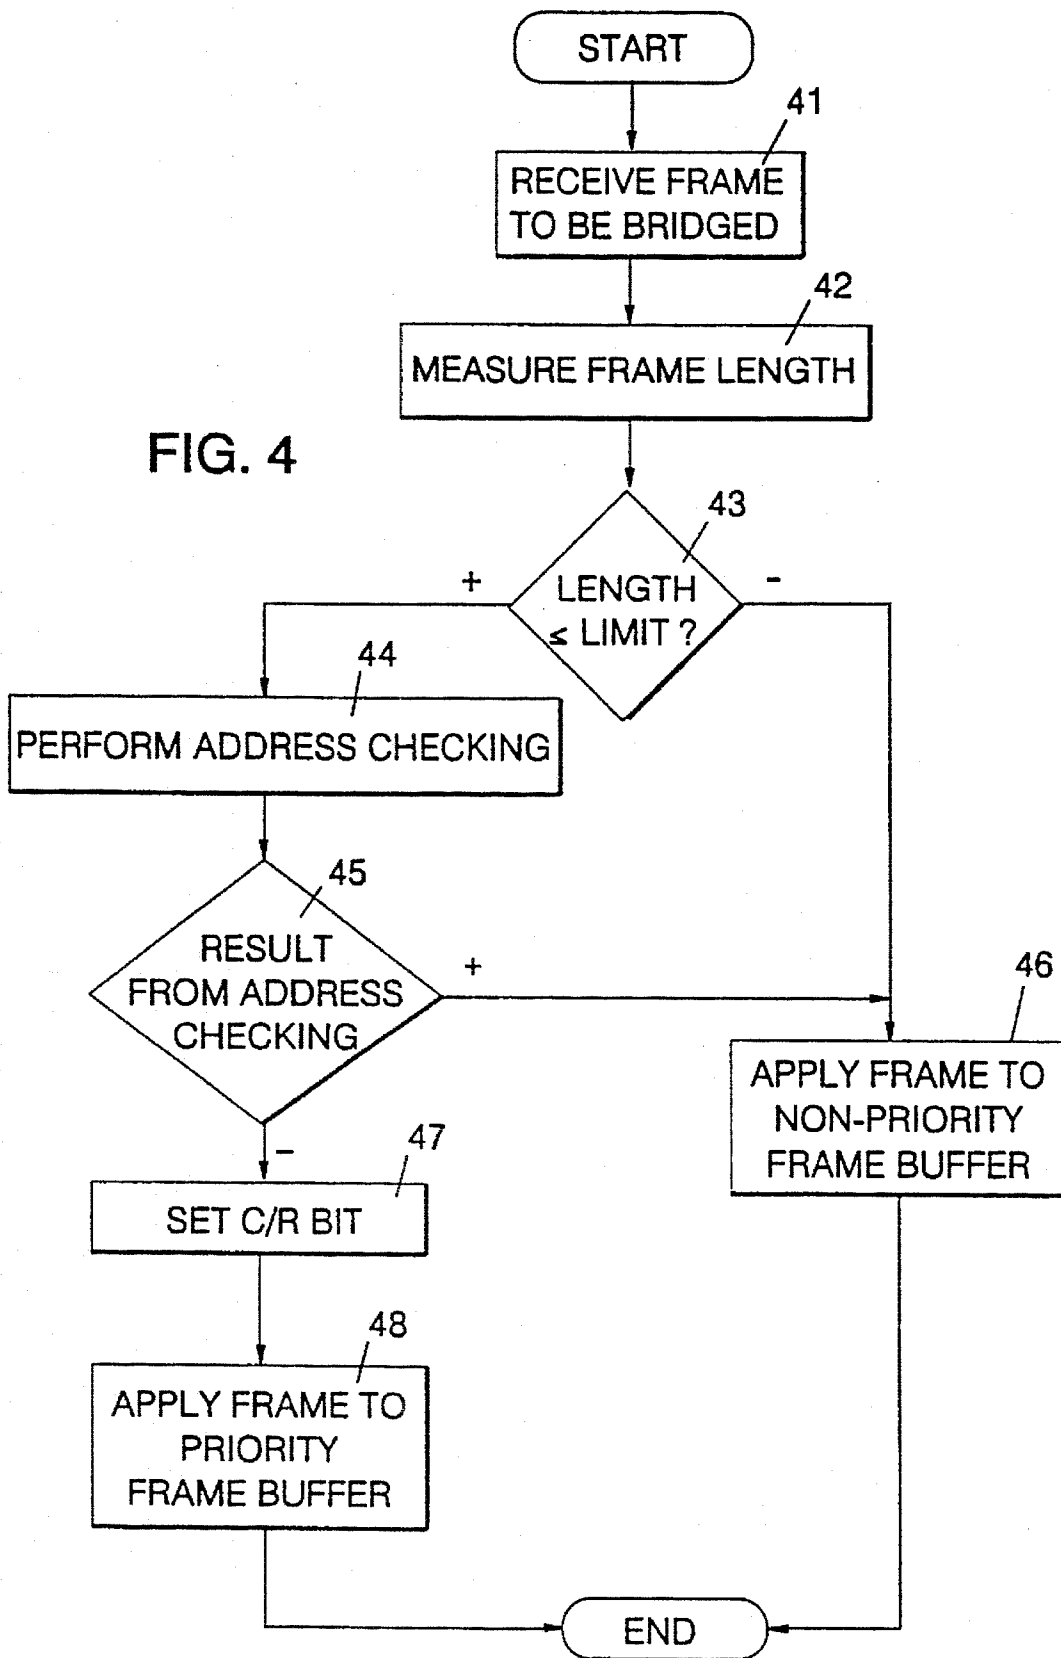 START
41
RECEIVE FRAME
TO BE BRIDGED
42
MEASURE FRAME LENGTH
FIG. 4
43
+
-
LENGTH
≤ LIMIT ?
44
PERFORM ADDRESS CHECKING
45
RESULT
FROM ADDRESS
CHECKING
+
46
APPLY FRAME TO
NON-PRIORITY
FRAME BUFFER
-
47
SET C/R BIT
48
APPLY FRAME TO
PRIORITY
FRAME BUFFER
END